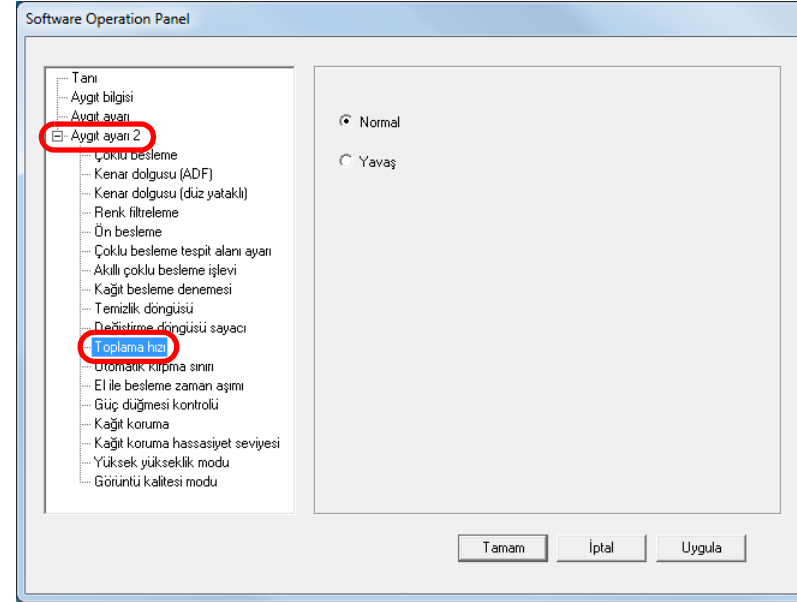 Software Operation Panel
Tanı
Aygıt bilgisi
Aygıt ayarı
Aygıt ayarı 2
Çoklu besleme
Kenar dolgusu (ADF)
Kenar dolgusu (düz yataklı)
Renk filtreleme
Ön besleme
Çoklu besleme tespit alanı ayarı
Akıllı çoklu besleme işlevi
Kağıt besleme denemesi
Temizlik döngüsü
Değiştirme döngüsü sayacı
Toplama hızı
Otomatik kırpma sınırı
El ile besleme zaman aşımı
Güç düğmesi kontrolü
Kağıt koruma
Kağıt koruma hassasiyet seviyesi
Yüksek yükseklik modu
Görüntü kalitesi modu
Normal
Yavaş
Tamam İptal Uygula